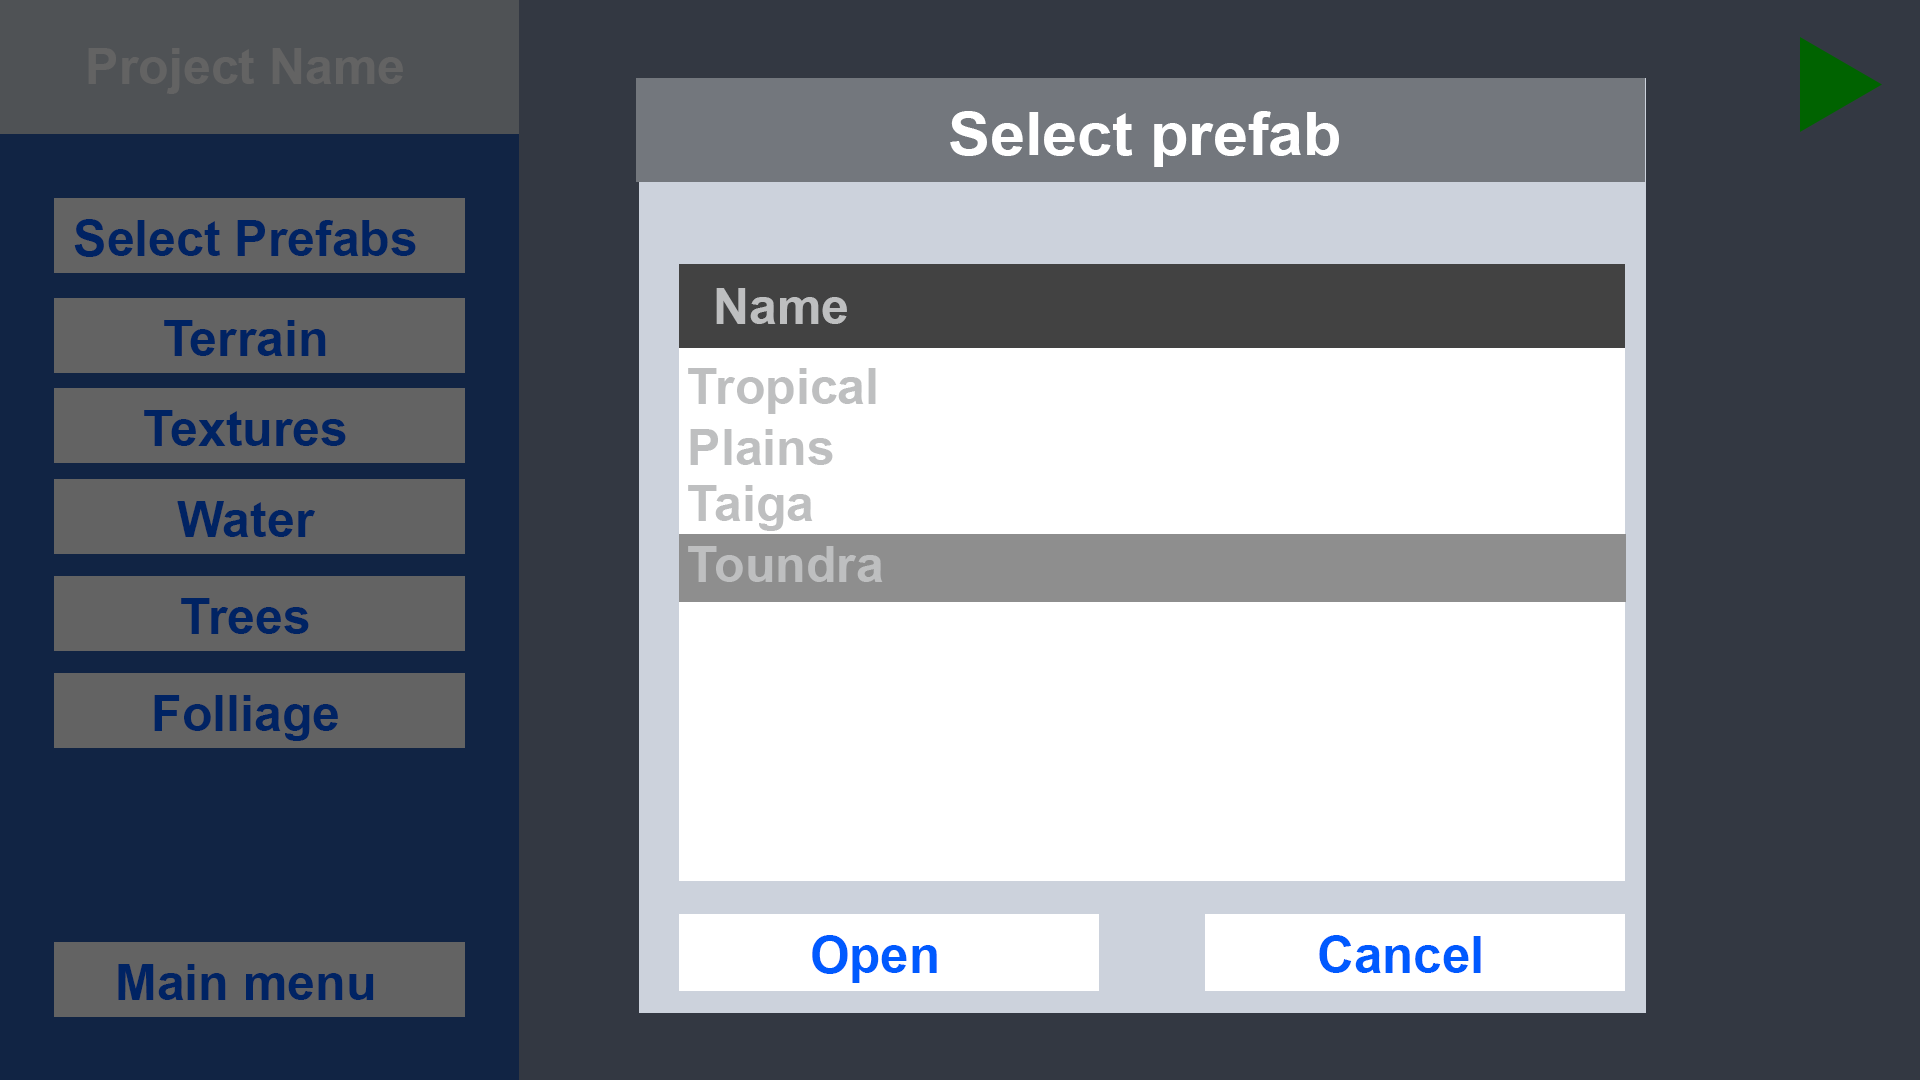 Project Name
Select Prefabs
Terrain
Textures
Water
Trees
Folliage
Main menu
Select prefab
Name
Tropical
Plains
Taiga
Toundra
Open
Cancel